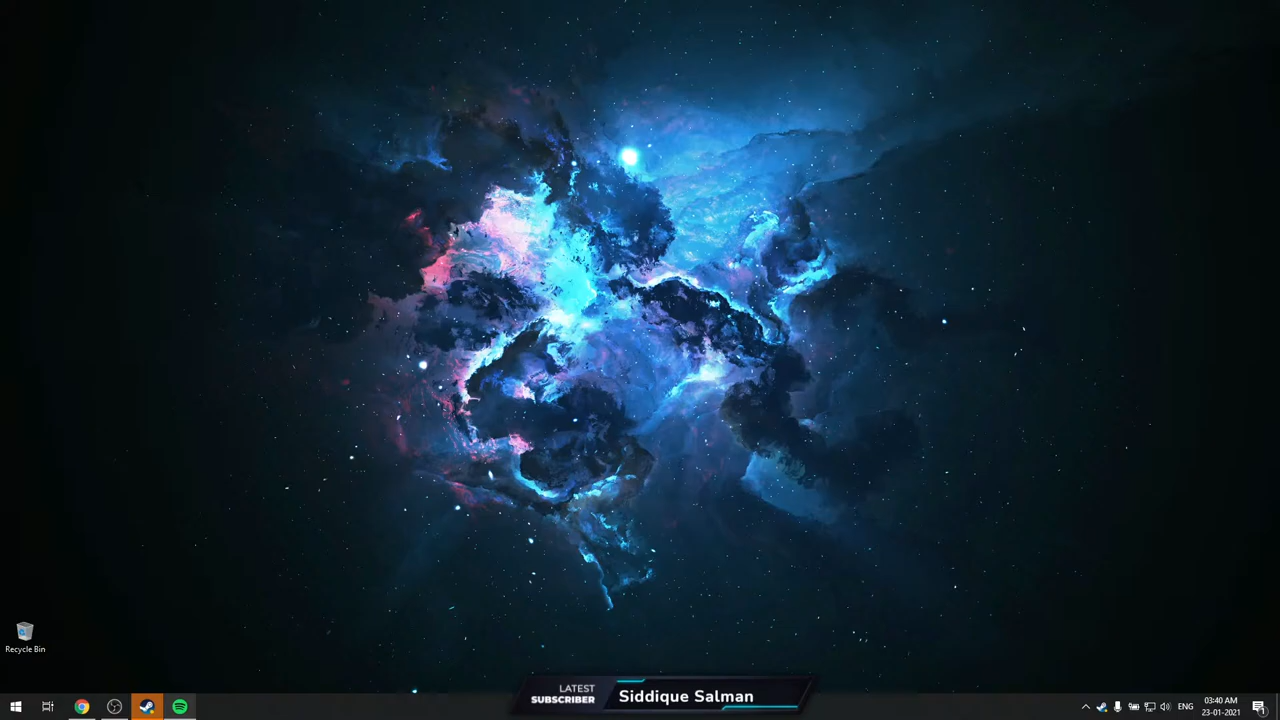 Recycle Bin
LATEST
SUBSCRIBER
Siddique Salman
ENG
03:40 AM
23-01-2021